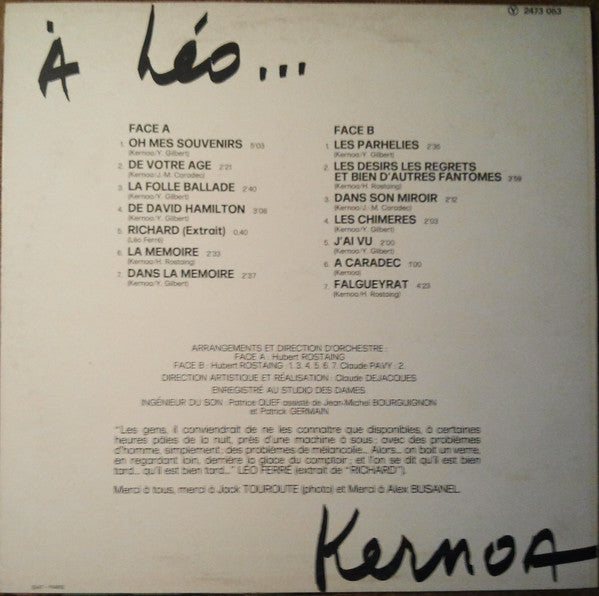 Ⓨ 2473 063
À Léo...
FACE A
1. OH MES SOUVENIRS 5'03
(Kernoa/Y. Gilbert)
2. DE VOTRE AGE 2'21
(Kernoa/J.-M. Caradec)
3. LA FOLLE BALLADE 2'40
(Kernoa/Y. Gilbert)
4. DE DAVID HAMILTON 3'08
(Kernoa/Y. Gilbert)
5. RICHARD (Extrait) 0,40
(Léo Ferré)
6. LA MEMOIRE 2'33
(Kernoa/H. Rostaing)
7. DANS LA MEMOIRE 2'37
(Kernoa/Y. Gilbert)
FACE B
1. LES PARHELIES 2'35
(Kernoa/Y. Gilbert)
2. LES DESIRS LES REGRETS
ET BIEN D'AUTRES FANTOMES 3'59
(Kernoa/H. Rostaing)
3. DANS SON MIROIR 2'12
(Kernoa/J.-M. Caradec)
4. LES CHIMERES 2'03
(Kernoa/Y. Gilbert)
5. J'AI VU 2'00
(Kernoa/Y. Gilbert)
6. A CARADEC 1'00
(Kernoa)
7. FALGUEYRAT 4'23
(Kernoa/H. Rostaing)
ARRANGEMENTS ET DIRECTION D'ORCHESTRE :
FACE A : Hubert ROSTAING
FACE B : Hubert ROSTAING : 1. 3. 4. 5. 6. 7. Claude PAVY : 2.
DIRECTION ARTISTIQUE ET RÉALISATION : Claude DEJACQUES
ENREGISTRÉ AU STUDIO DES DAMES
INGÉNIEUR DU SON : Patrice QUEF assisté de Jean-Michel BOURGUIGNON
et Patrick GERMAIN
"Les gens, il conviendrait de ne les connaître que disponibles, à certaines
heures pâles de la nuit, près d'une machine à sous ; avec des problèmes
d'homme, simplement, des problèmes de mélancolie... Alors... on boit un verre,
en regardant loin, derrière la glace du comptoir ; et l'on se dit qu'il est bien
tard... qu'il est bien tard..." LÉO FERRÉ (extrait de "RICHARD").
Merci à tous, merci à Jack TOUROUTE (photo) et Merci à Alex BUSANEL.
Kernoa